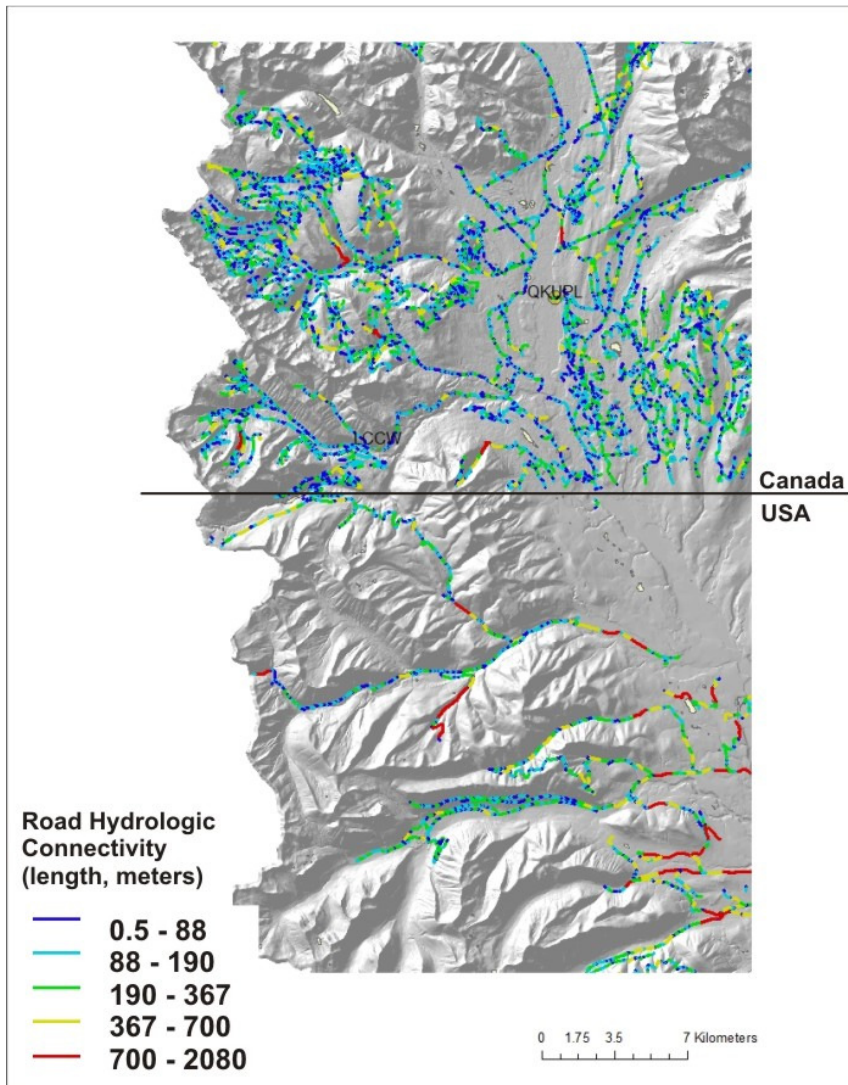 QKUPL
LCCW
Canada
USA
Road Hydrologic
Connectivity
(length, meters)
0.5 - 88
88 - 190
190 - 367
367 - 700
700 - 2080
0 1.75 3.5 7 Kilometers